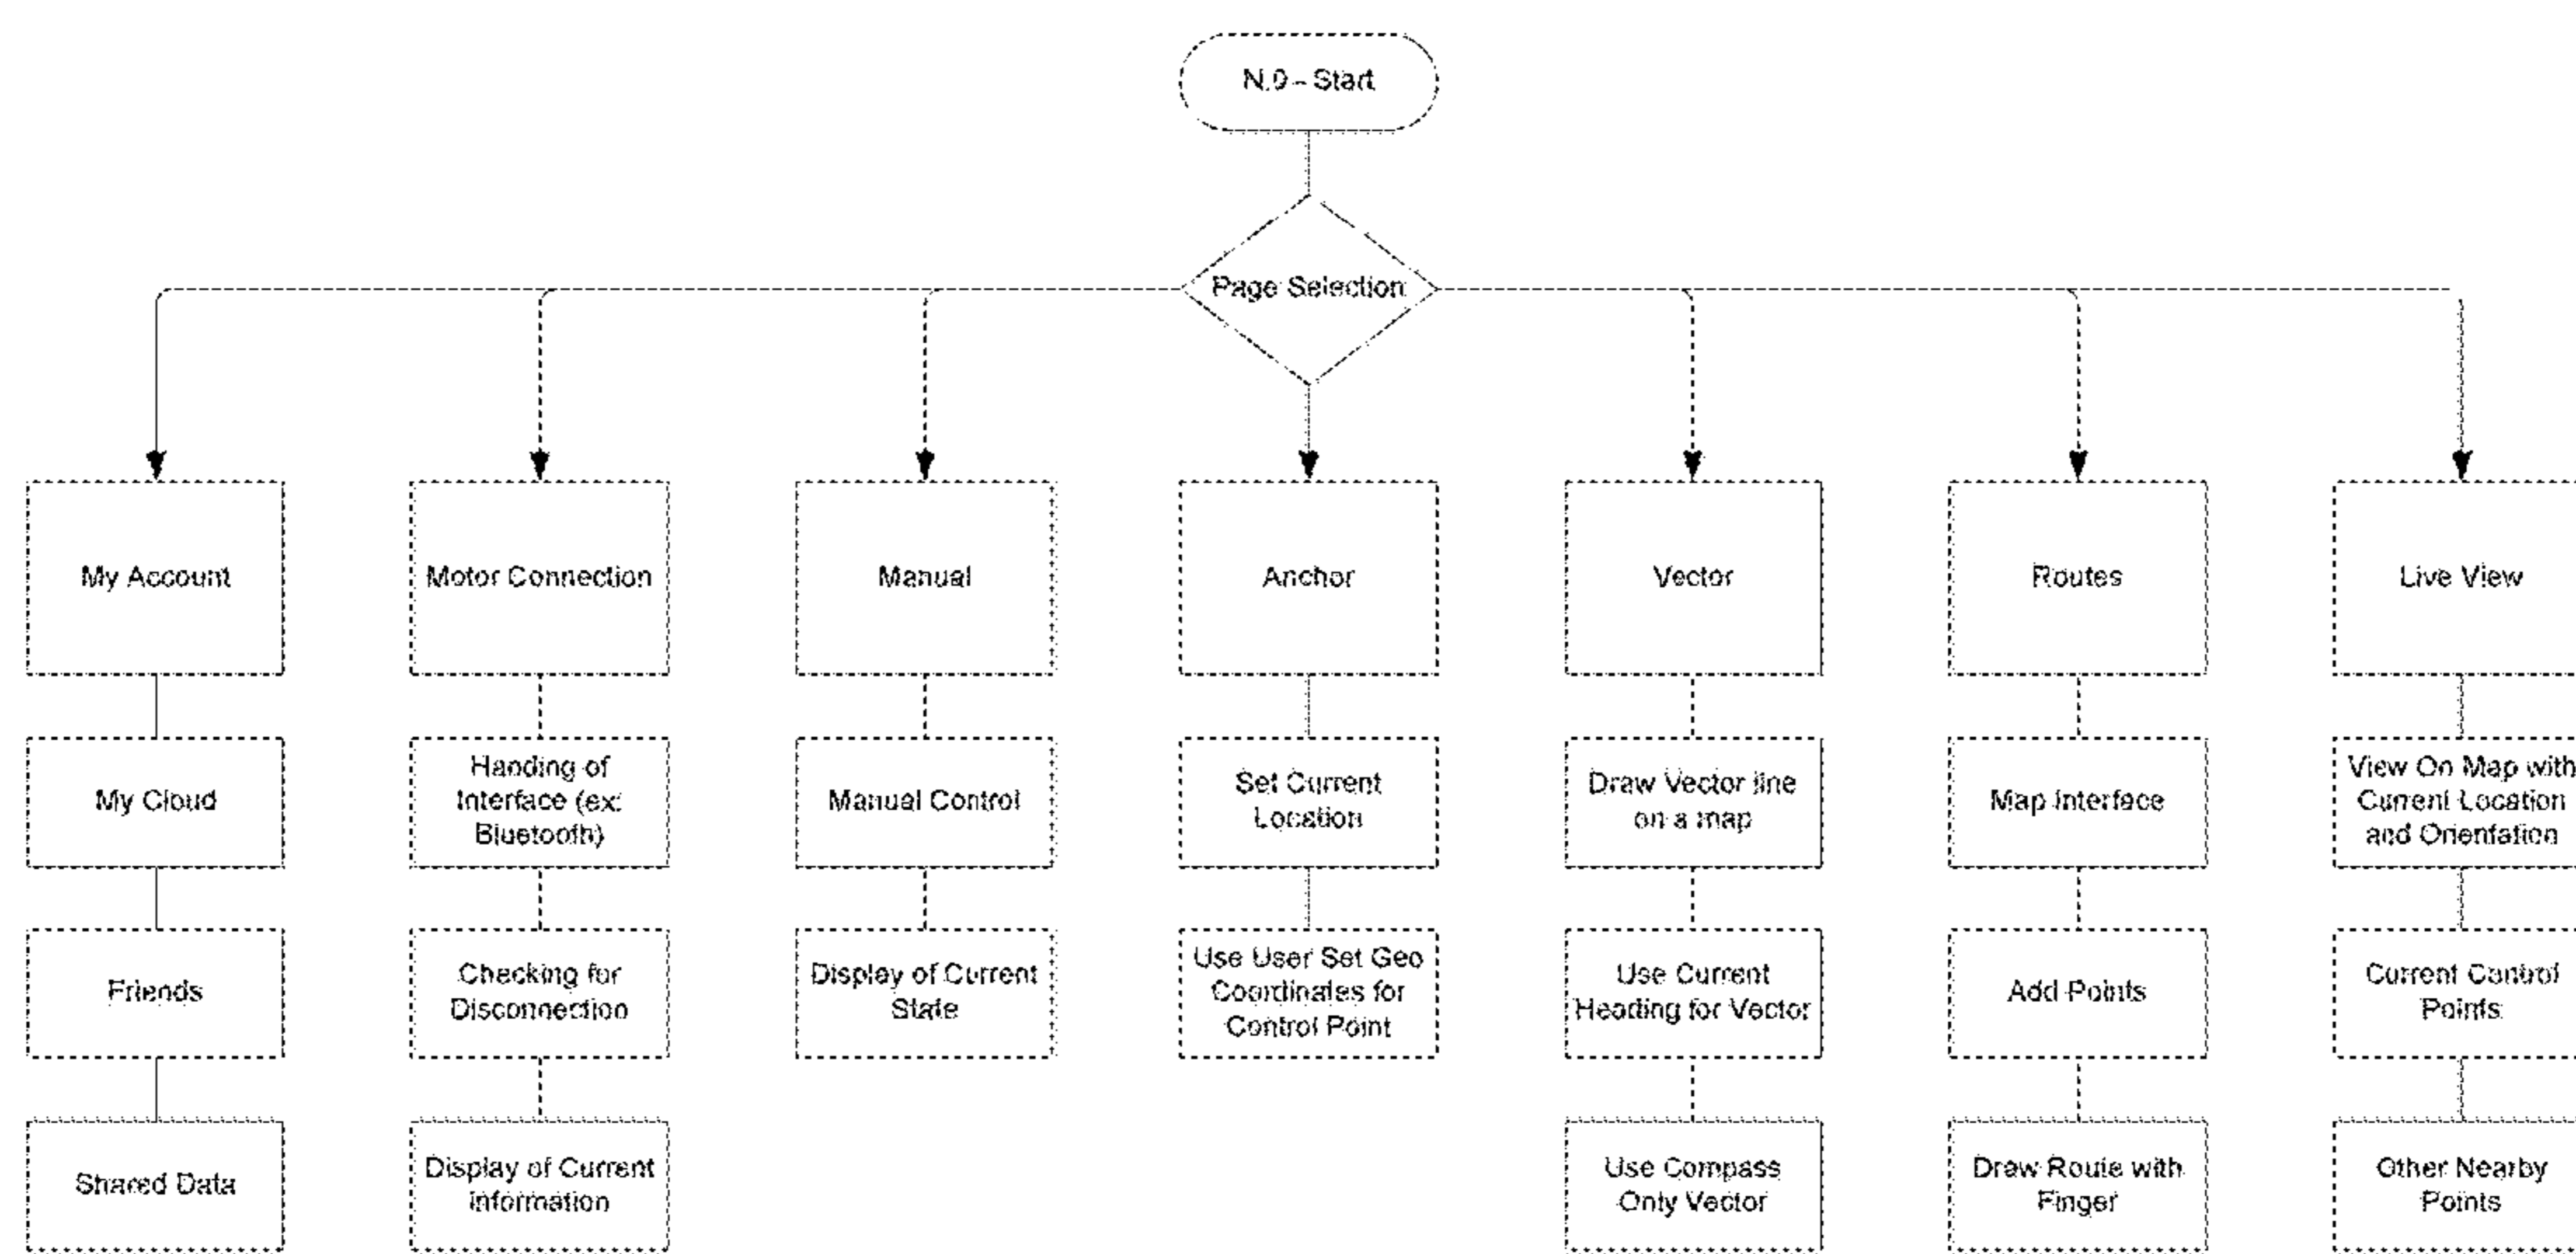 N.0 - Start
Page Selection
My Account
Motor Connection
Manual
Anchor
Vector
Routes
Live View
My Cloud
Handing of
Interface (ex:
Bluetooth)
Manual Control
Set Current
Location
Draw Vector line
on a map
Map Interface
View On Map with
Current Location
and Orientation
Friends
Checking for
Disconnection
Display of Current
State
Use User Set Geo
Coordinates for
Control Point
Use Current
Heading for Vector
Add Points
Current Control
Points
Shared Data
Display of Current
Information
Use Compass
Only Vector
Draw Route with
Finger
Other Nearby
Points